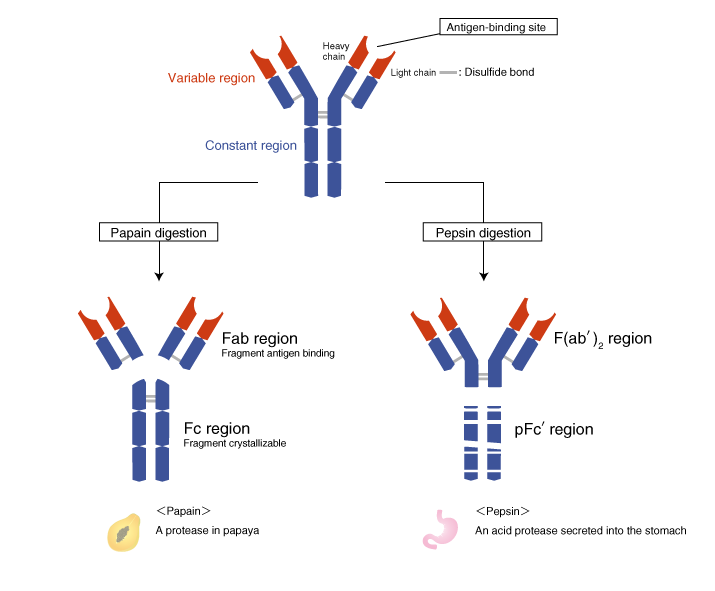 Antigen-binding site
Heavy
chain
Light chain
: Disulfide bond
Variable region
Constant region
Papain digestion
Pepsin digestion
Fab region
Fragment antigen binding
F(ab′)2 region
Fc region
Fragment crystallizable
pFc′ region
<Papain>
A protease in papaya
<Pepsin>
An acid protease secreted into the stomach